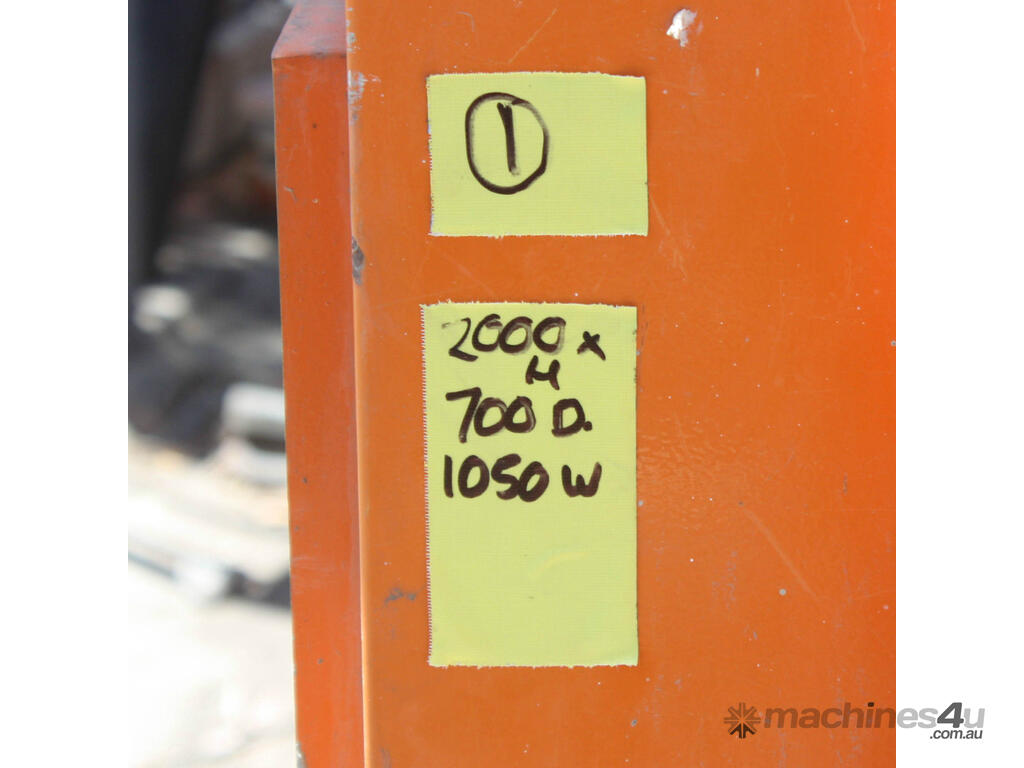 1
2000 x
H
700 D.
1050 W
machines4u
.com.au